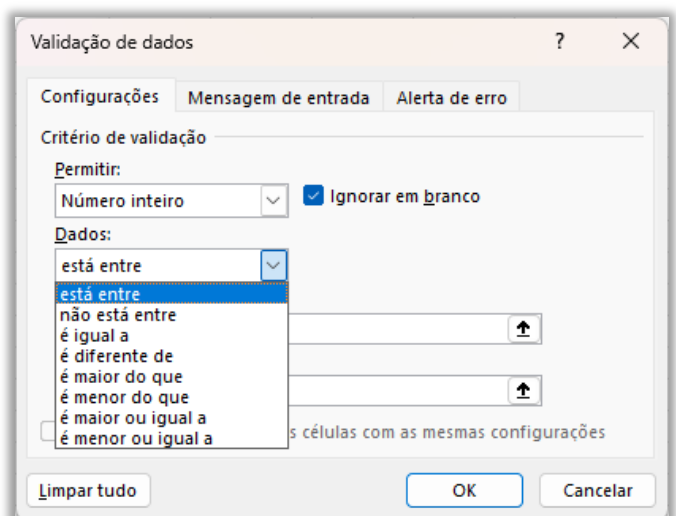 Validação de dados ? ×
Configurações Mensagem de entrada Alerta de erro
Critério de validação
Permitir:
Número inteiro Ignorar em branco
Dados:
está entre
está entre
não está entre
é igual a
é diferente de
é maior do que
é menor do que
é maior ou igual a
é menor ou igual a
s células com as mesmas configurações
Limpar tudo OK Cancelar